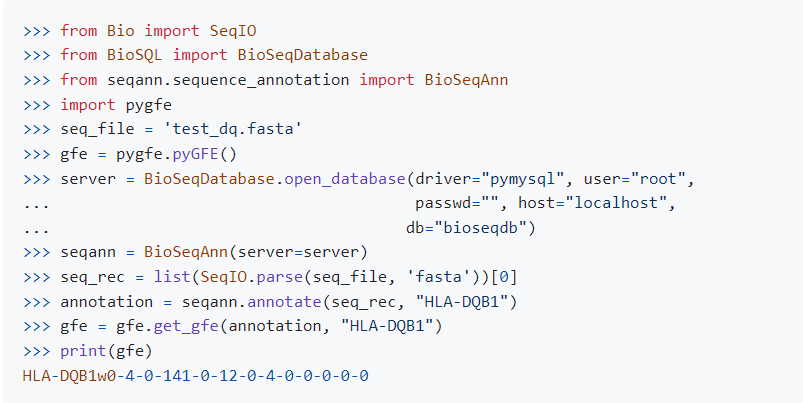 >>> from Bio import SeqIO
>>> from BioSQL import BioSeqDatabase
>>> from seqann.sequence_annotation import BioSeqAnn
>>> import pygfe
>>> seq_file = 'test_dq.fasta'
>>> gfe = pygfe.pyGFE()
>>> server = BioSeqDatabase.open_database(driver="pymysql", user="root",
...                                       passwd="", host="localhost",
...                                      db="bioseqdb")
>>> seqann = BioSeqAnn(server=server)
>>> seq_rec = list(SeqIO.parse(seq_file, 'fasta'))[0]
>>> annotation = seqann.annotate(seq_rec, "HLA-DQB1")
>>> gfe = gfe.get_gfe(annotation, "HLA-DQB1")
>>> print(gfe)
HLA-DQB1w0-4-0-141-0-12-0-4-0-0-0-0-0